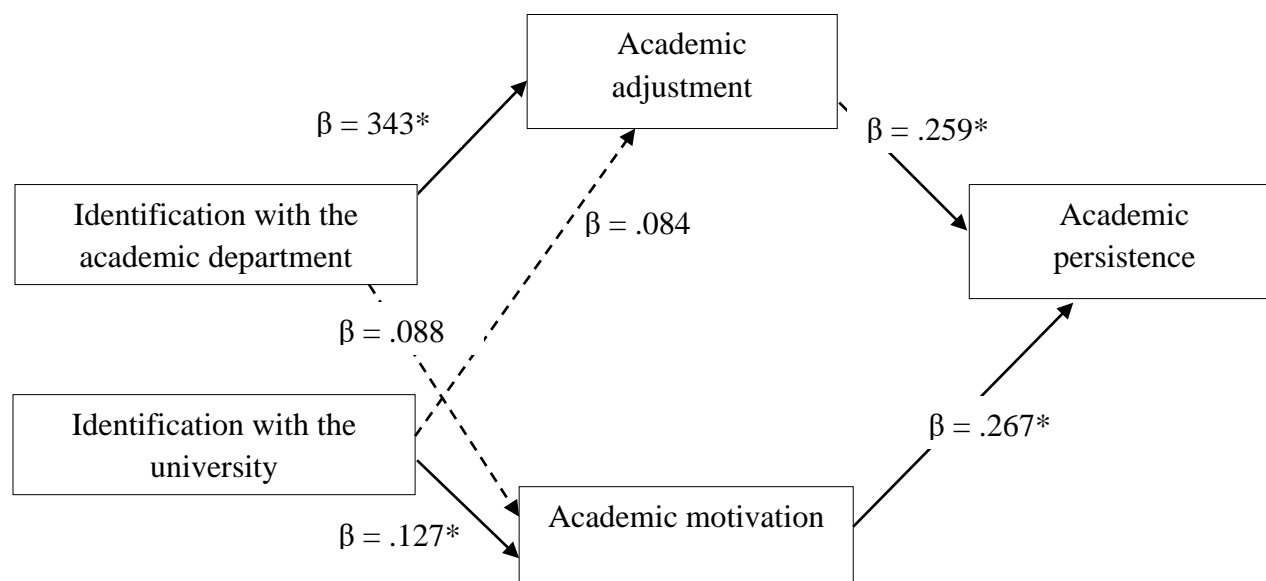 Academic
adjustment
β = 343*
β = .259*
Identification with the
academic department
β = .084
Academic
persistence
β = .088
Identification with the
university
β = .267*
β = .127*
Academic motivation